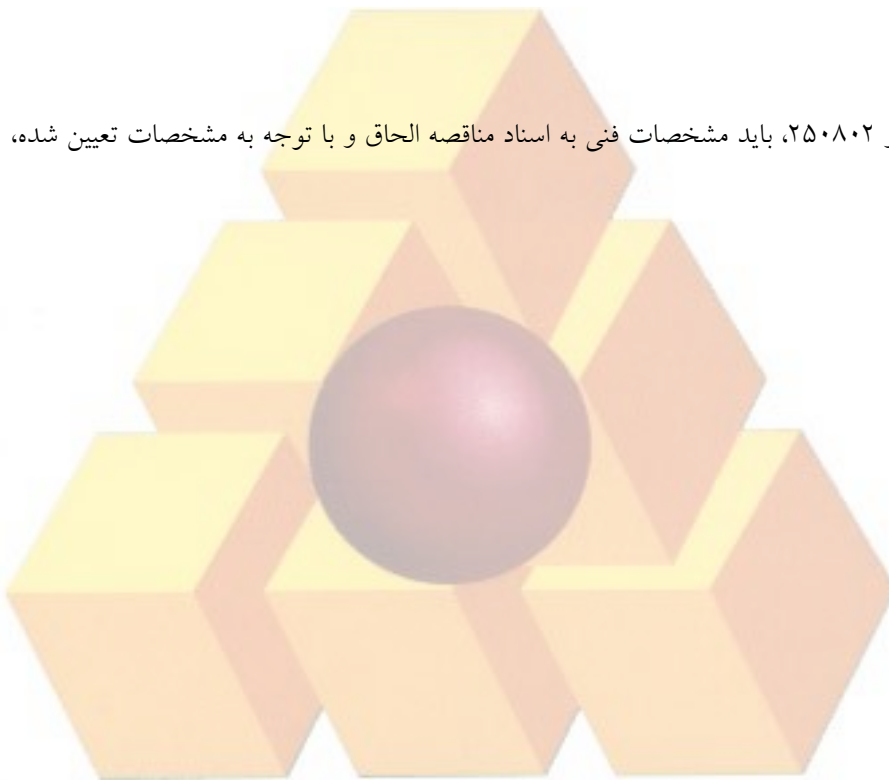 و ۲۵۰۸۰۲، باید مشخصات فنی به اسناد مناقصه الحاق و با توجه به مشخصات تعیین شده،